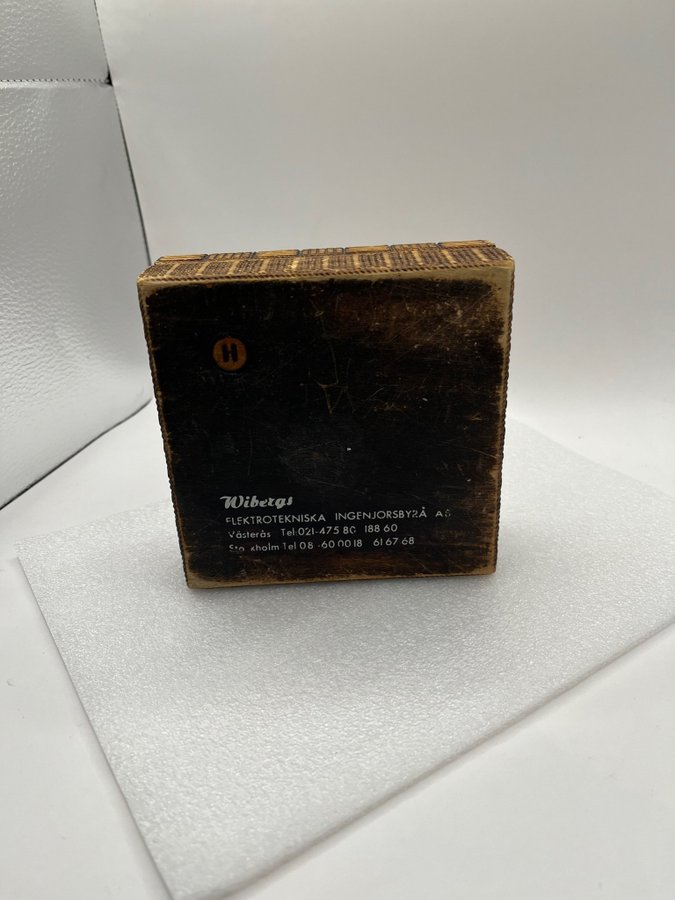 H
Wibergs
ELEKTROTEKNISKA INGENJORSBYRÅ AB
Västerås Tel.021-475 80 188 60
Tel 08 -60 00 18 61 67 68